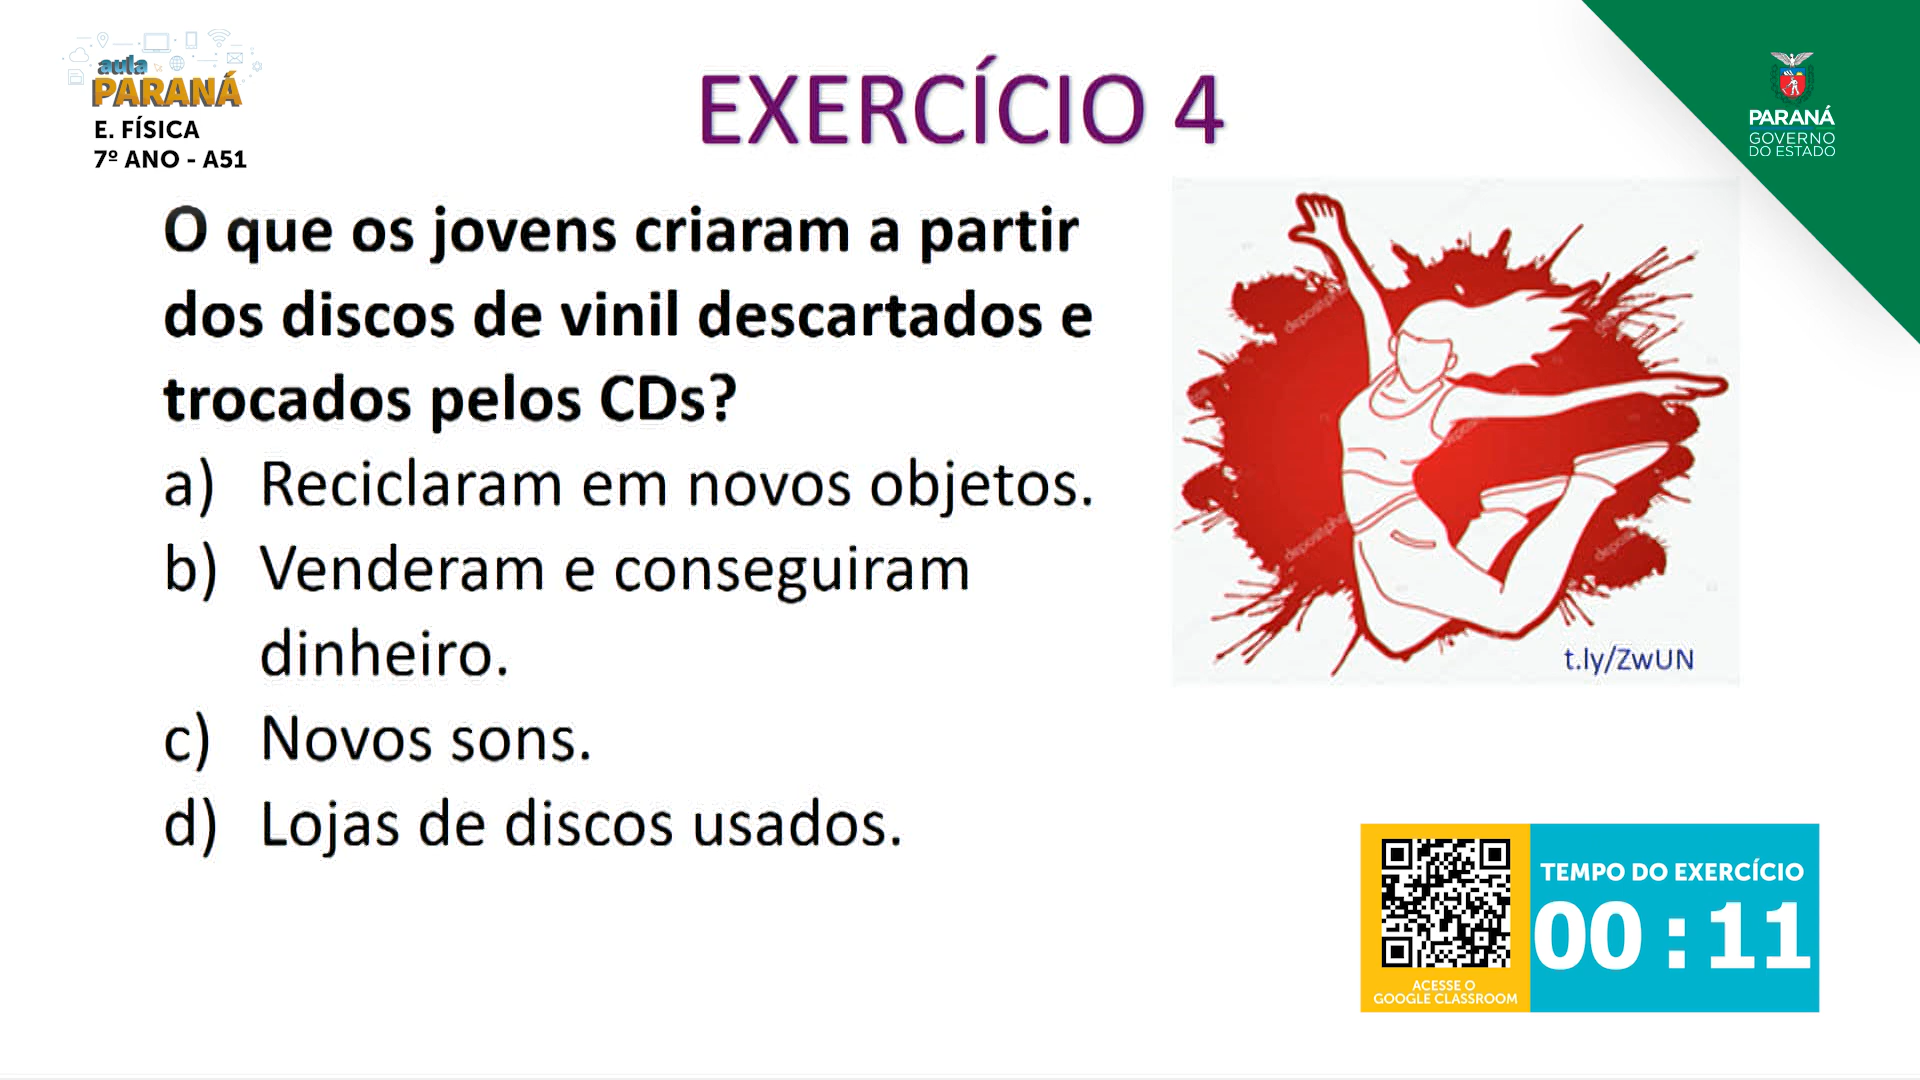 aula
PARANÁ
E. FÍSICA
7º ANO - A51
EXERCÍCIO 4
PARANÁ
GOVERNO
DO ESTADO
O que os jovens criaram a partir
dos discos de vinil descartados e
trocados pelos CDs?
a) Reciclaram em novos objetos.
b) Venderam e conseguiram
dinheiro.
c) Novos sons.
d) Lojas de discos usados.
t.ly/ZwUN
TEMPO DO EXERCÍCIO
00:11
ACESSE O
GOOGLE CLASSROOM